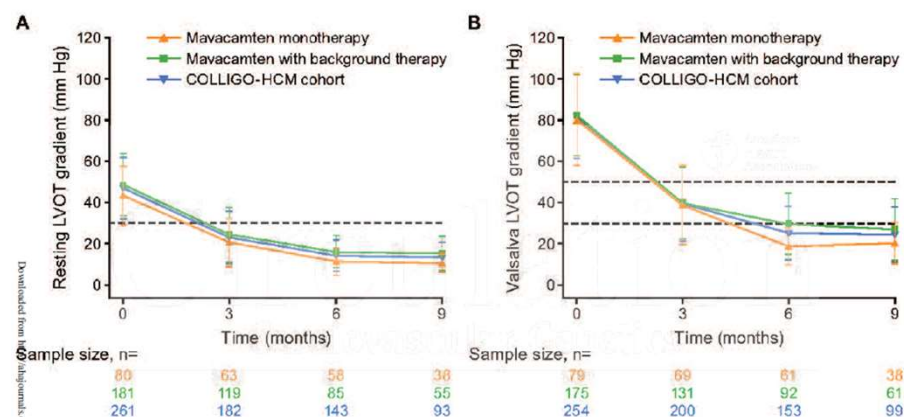 A
Mavacamten monotherapy
Mavacamten with background therapy
COLLIGO-HCM cohort
Resting LVOT gradient (mm Hg)
120
100
80
60
40
20
0
0 3 6 9
Time (months)
Sample size, n=
80 63 58 38
181 119 85 55
261 182 143 93
B
Mavacamten monotherapy
Mavacamten with background therapy
COLLIGO-HCM cohort
Valsalva LVOT gradient (mm Hg)
120
100
80
60
40
20
0
0 3 6 9
Time (months)
Sample size, n=
79 69 61 38
175 131 92 61
254 200 153 99
Downloaded from